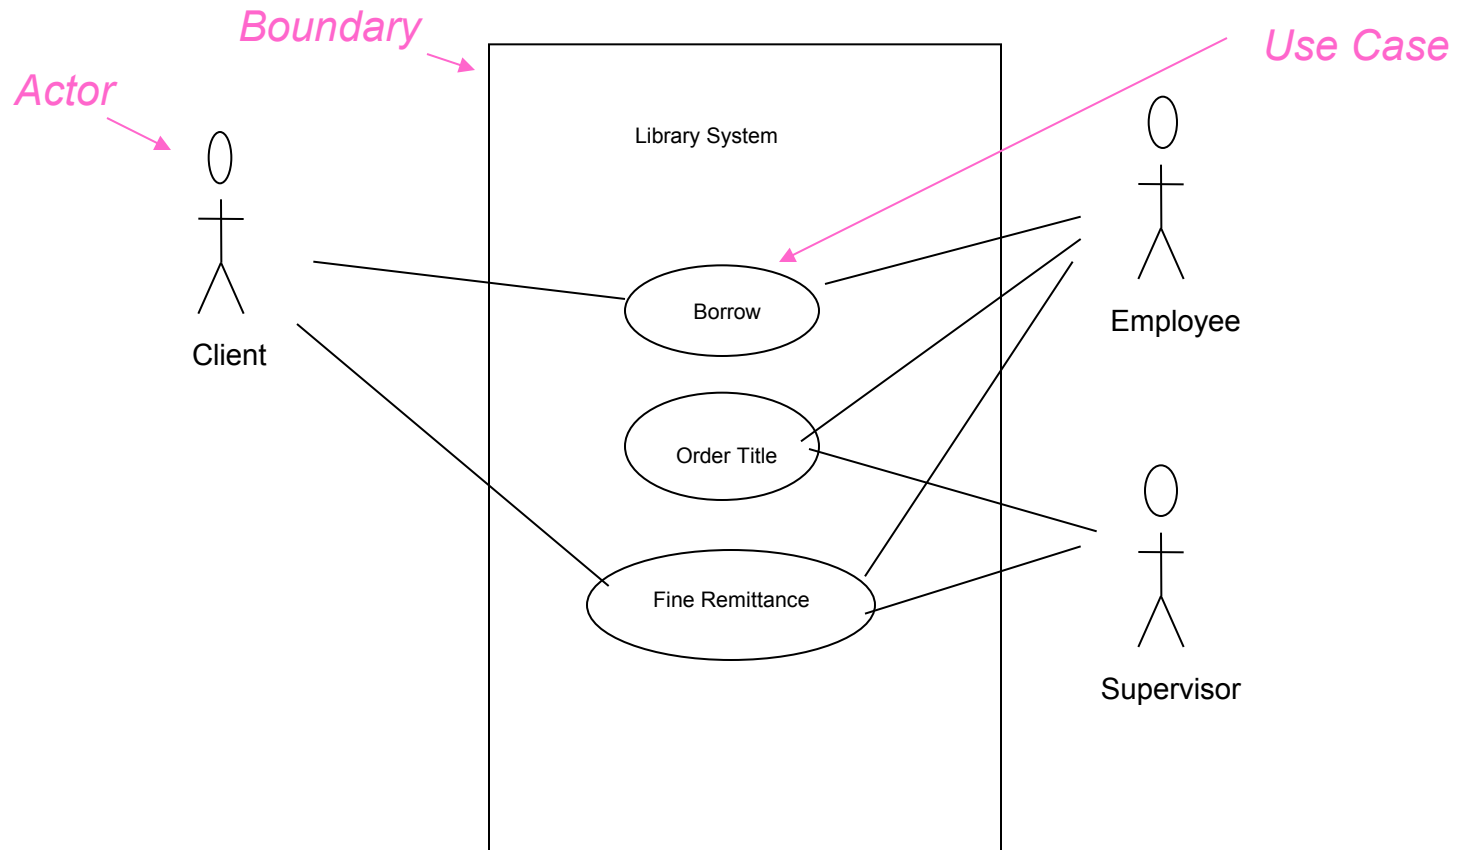 Boundary
Use Case
Actor
Library System
Borrow
Employee
Client
Order Title
Fine Remittance
Supervisor